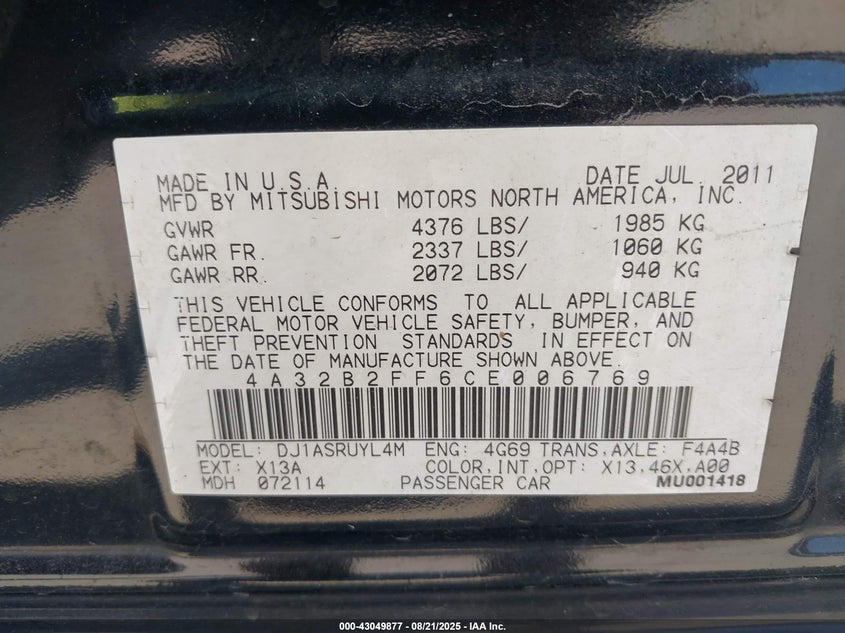 MADE IN U.S.A. DATE JUL. 2011
MFD BY MITSUBISHI MOTORS NORTH AMERICA, INC.
GVWR 4376 LBS/ 1985 KG
GAWR FR. 2337 LBS/ 1060 KG
GAWR RR. 2072 LBS/ 940 KG
THIS VEHICLE CONFORMS TO ALL APPLICABLE
FEDERAL MOTOR VEHICLE SAFETY, BUMPER, AND
THEFT PREVENTION STANDARDS IN EFFECT ON
THE DATE OF MANUFACTURE SHOWN ABOVE.
4A32B2FF6CE006769
MODEL: DJ1ASRUYL4M ENG: 4G69 TRANS,AXLE: F4A4B
EXT: X13A COLOR,INT,OPT: X13,46X,A00
MDH 072114 PASSENGER CAR MU001418
000-43049877 - 08/21/2025 - IAA Inc.